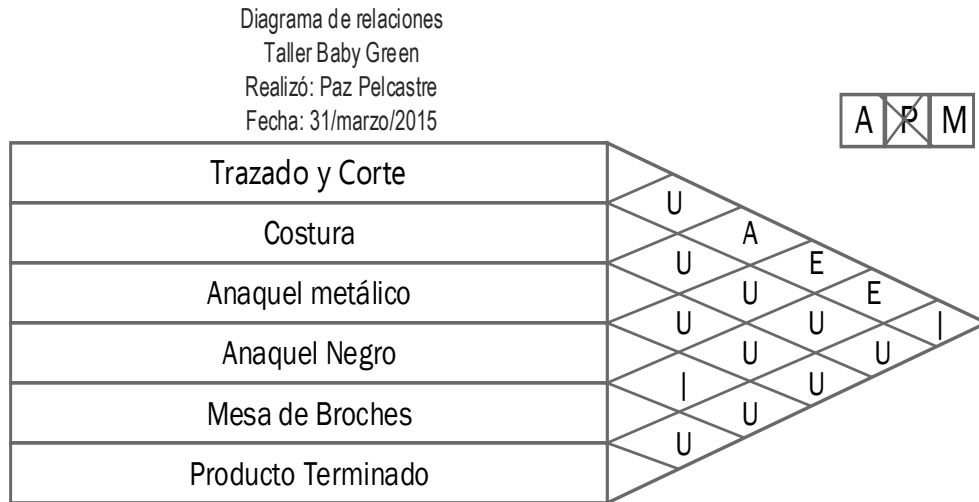 Diagrama de relaciones
Taller Baby Green
Realizó: Paz Pelcastre
Fecha: 31/marzo/2015
A P M
Trazado y Corte
U
Costura
A
U
E
Anaquel metálico
U
E
U
U
I
Anaquel Negro
U
U
I
U
Mesa de Broches
U
U
Producto Terminado